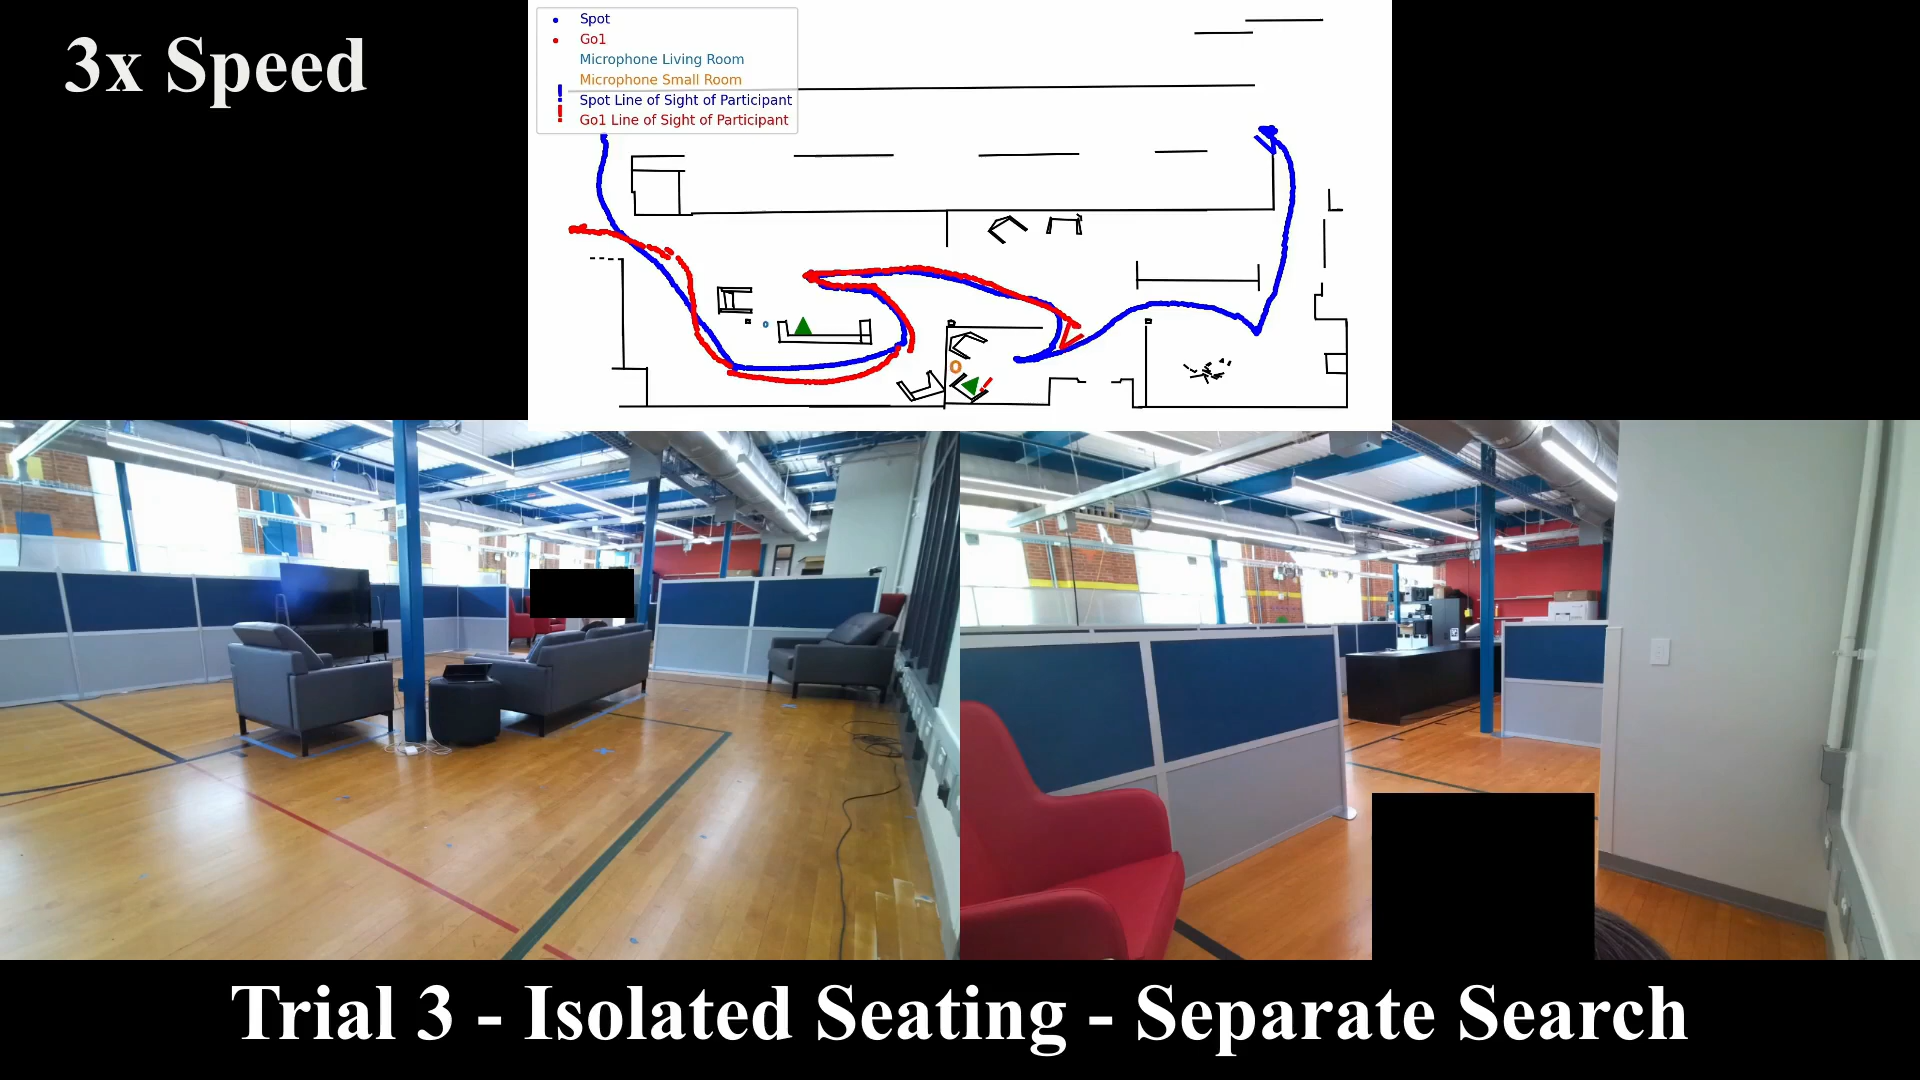 3x Speed
Spot
Go1
Microphone Living Room
Microphone Small Room
Spot Line of Sight of Participant
Go1 Line of Sight of Participant
Trial 3 - Isolated Seating - Separate Search